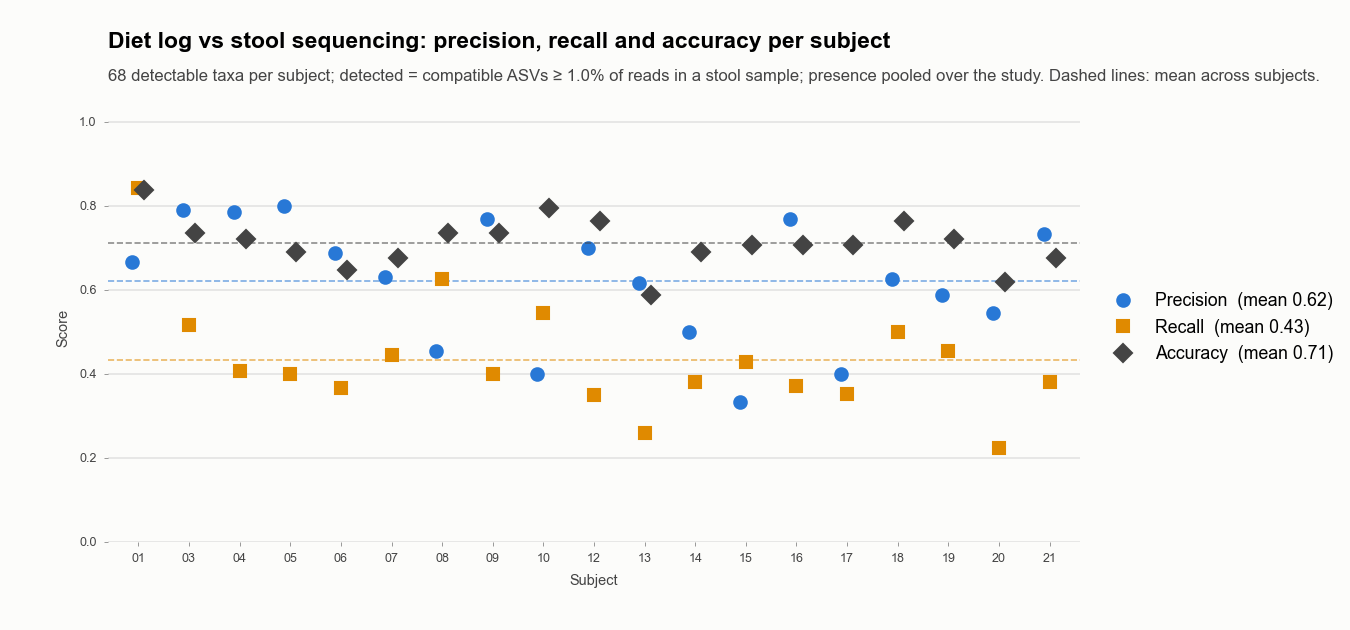 Diet log vs stool sequencing: precision, recall and accuracy per subject
68 detectable taxa per subject; detected = compatible ASVs ≥ 1.0% of reads in a stool sample; presence pooled over the study. Dashed lines: mean across subjects.
1.0
0.8
0.6
0.4
0.2
0.0
Score
01 03 04 05 06 07 08 09 10 12 13 14 15 16 17 18 19 20 21
Subject
Precision (mean 0.62)
Recall (mean 0.43)
Accuracy (mean 0.71)